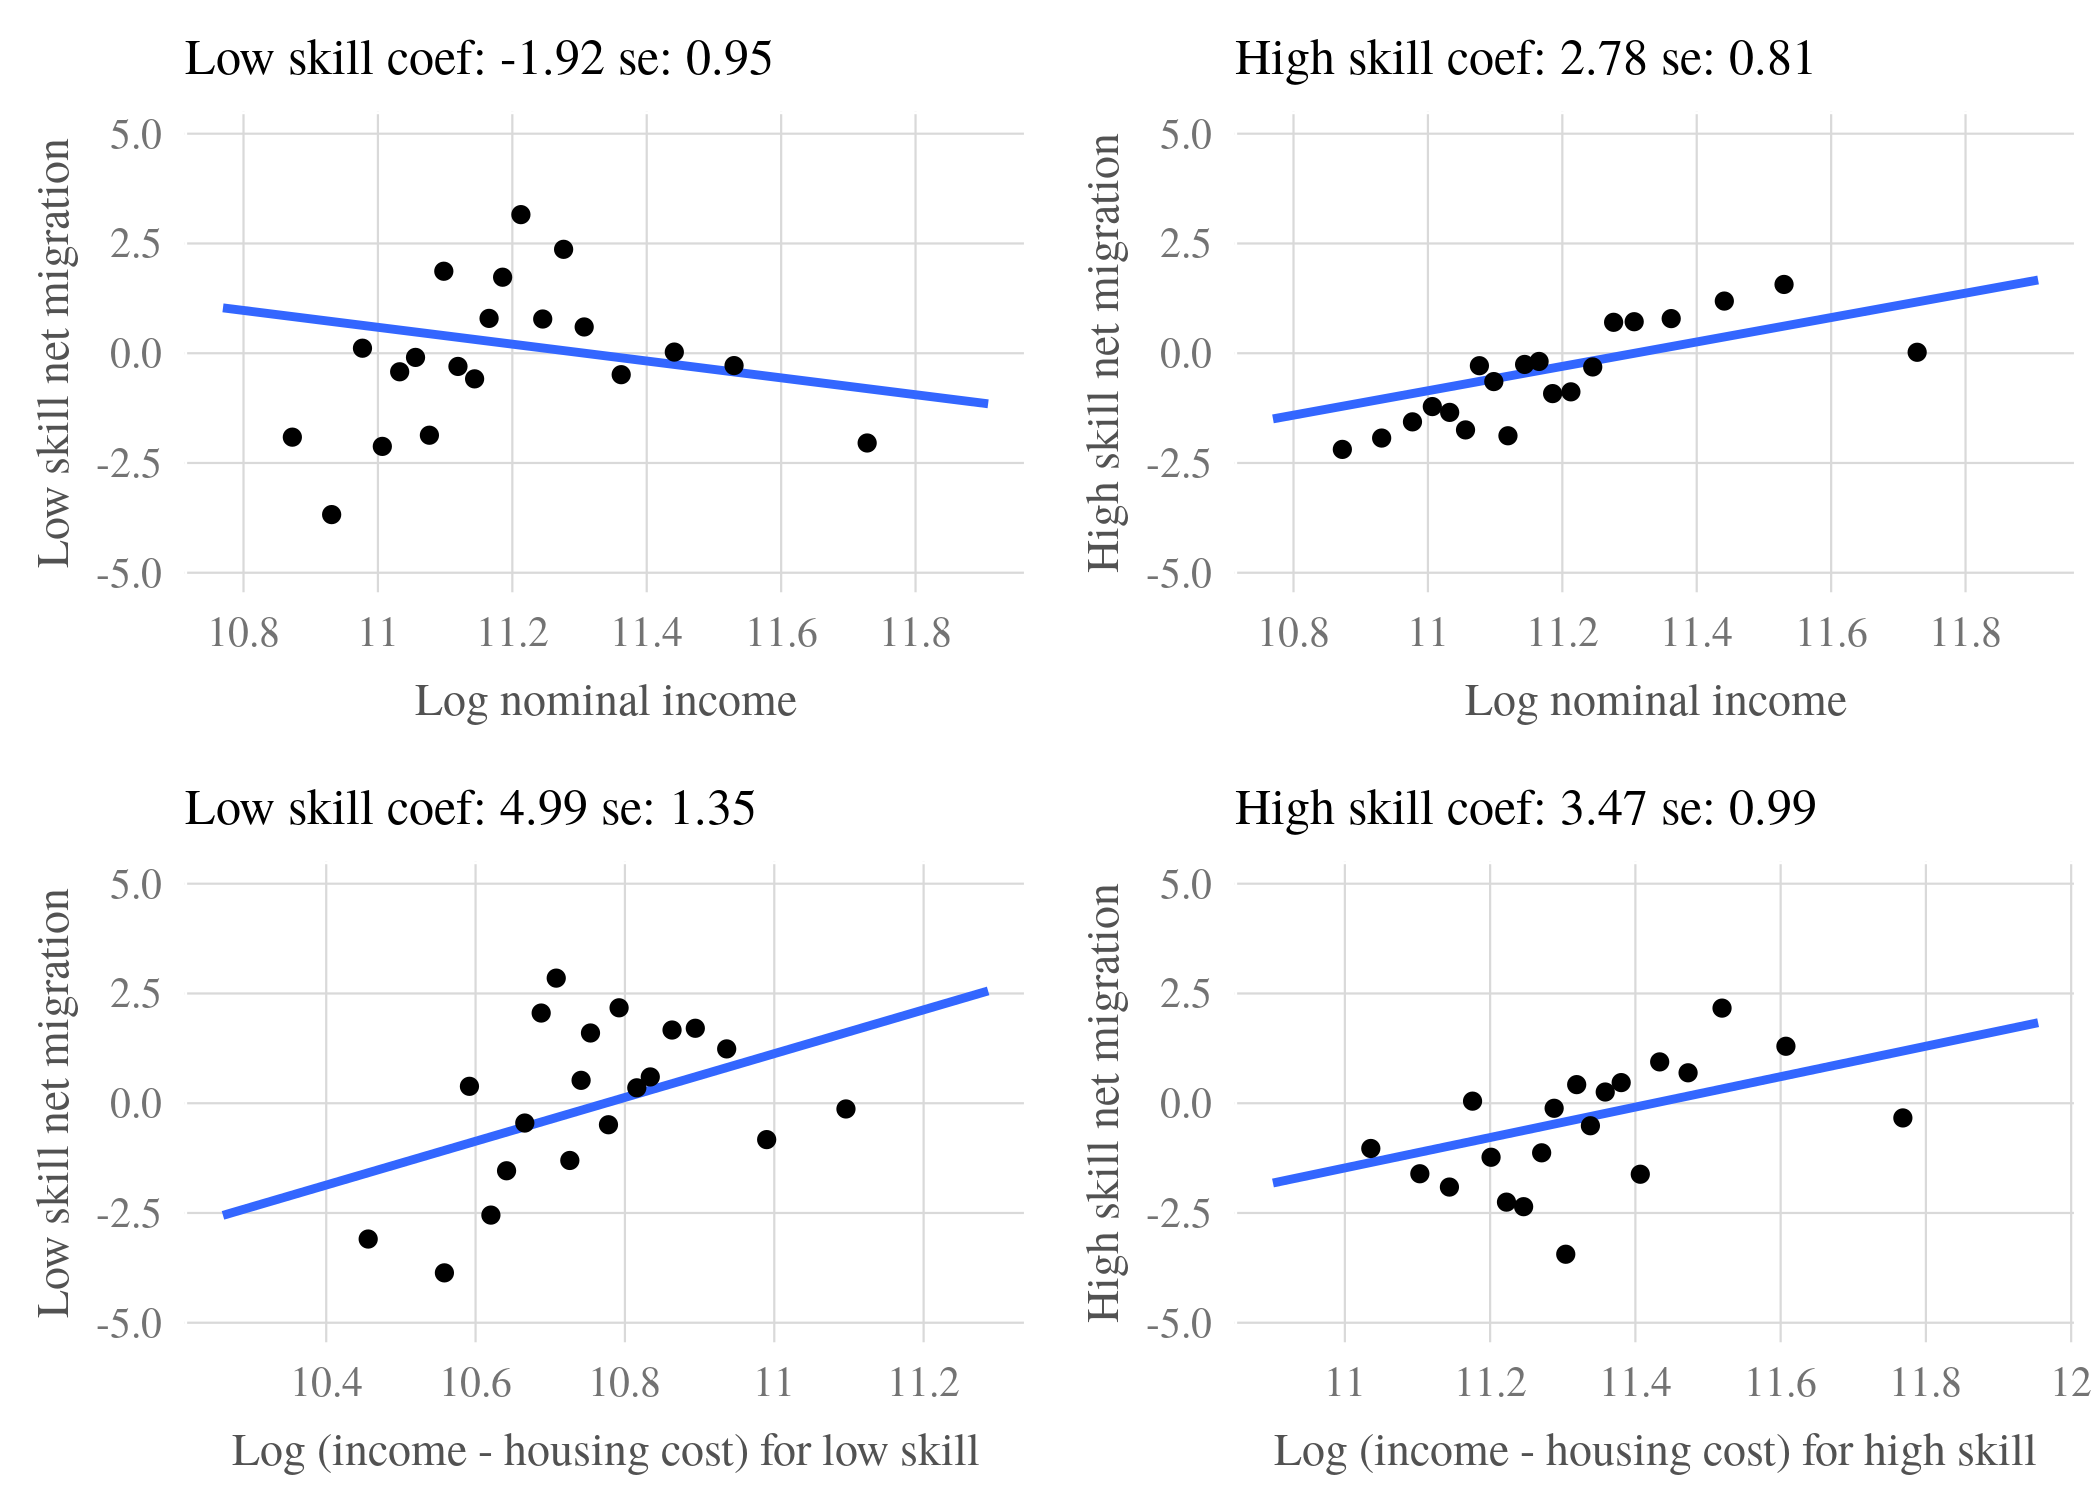 Low skill coef: -1.92 se: 0.95
Low skill net migration
5.0
2.5
0.0
-2.5
-5.0
10.8 11 11.2 11.4 11.6 11.8
Log nominal income
High skill coef: 2.78 se: 0.81
High skill net migration
5.0
2.5
0.0
-2.5
-5.0
10.8 11 11.2 11.4 11.6 11.8
Log nominal income
Low skill coef: 4.99 se: 1.35
Low skill net migration
5.0
2.5
0.0
-2.5
-5.0
10.4 10.6 10.8 11 11.2
Log (income - housing cost) for low skill
High skill coef: 3.47 se: 0.99
High skill net migration
5.0
2.5
0.0
-2.5
-5.0
11 11.2 11.4 11.6 11.8 12
Log (income - housing cost) for high skill